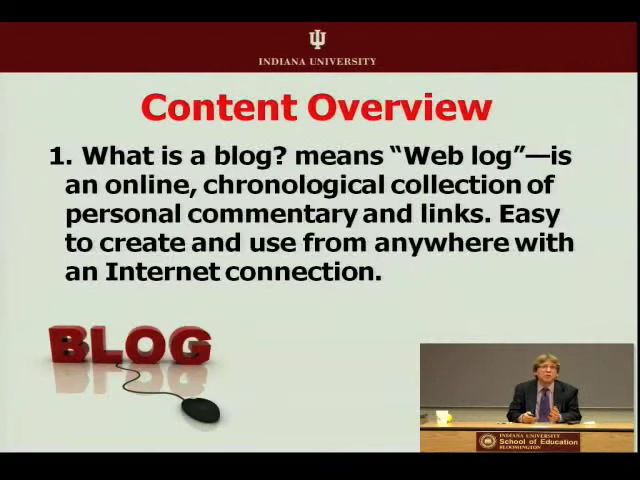 INDIANA UNIVERSITY
Content Overview
1. What is a blog? means “Web log”—is
an online, chronological collection of
personal commentary and links. Easy
to create and use from anywhere with
an Internet connection.
BLOG
INDIANA UNIVERSITY
School of Education
BLOOMINGTON